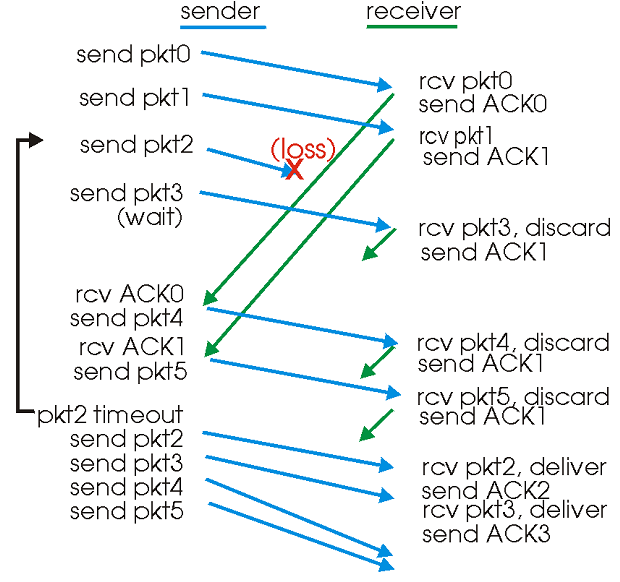 sender
receiver
send pkt0
rcv pkt0
send ACK0
send pkt1
rcv pkt1
send ACK1
send pkt2
(loss)
X
send pkt3
(wait)
rcv pkt3, discard
send ACK1
rcv ACK0
send pkt4
rcv ACK1
send pkt5
rcv pkt4, discard
send ACK1
rcv pkt5, discard
send ACK1
pkt2 timeout
send pkt2
send pkt3
send pkt4
send pkt5
rcv pkt2, deliver
send ACK2
rcv pkt3, deliver
send ACK3